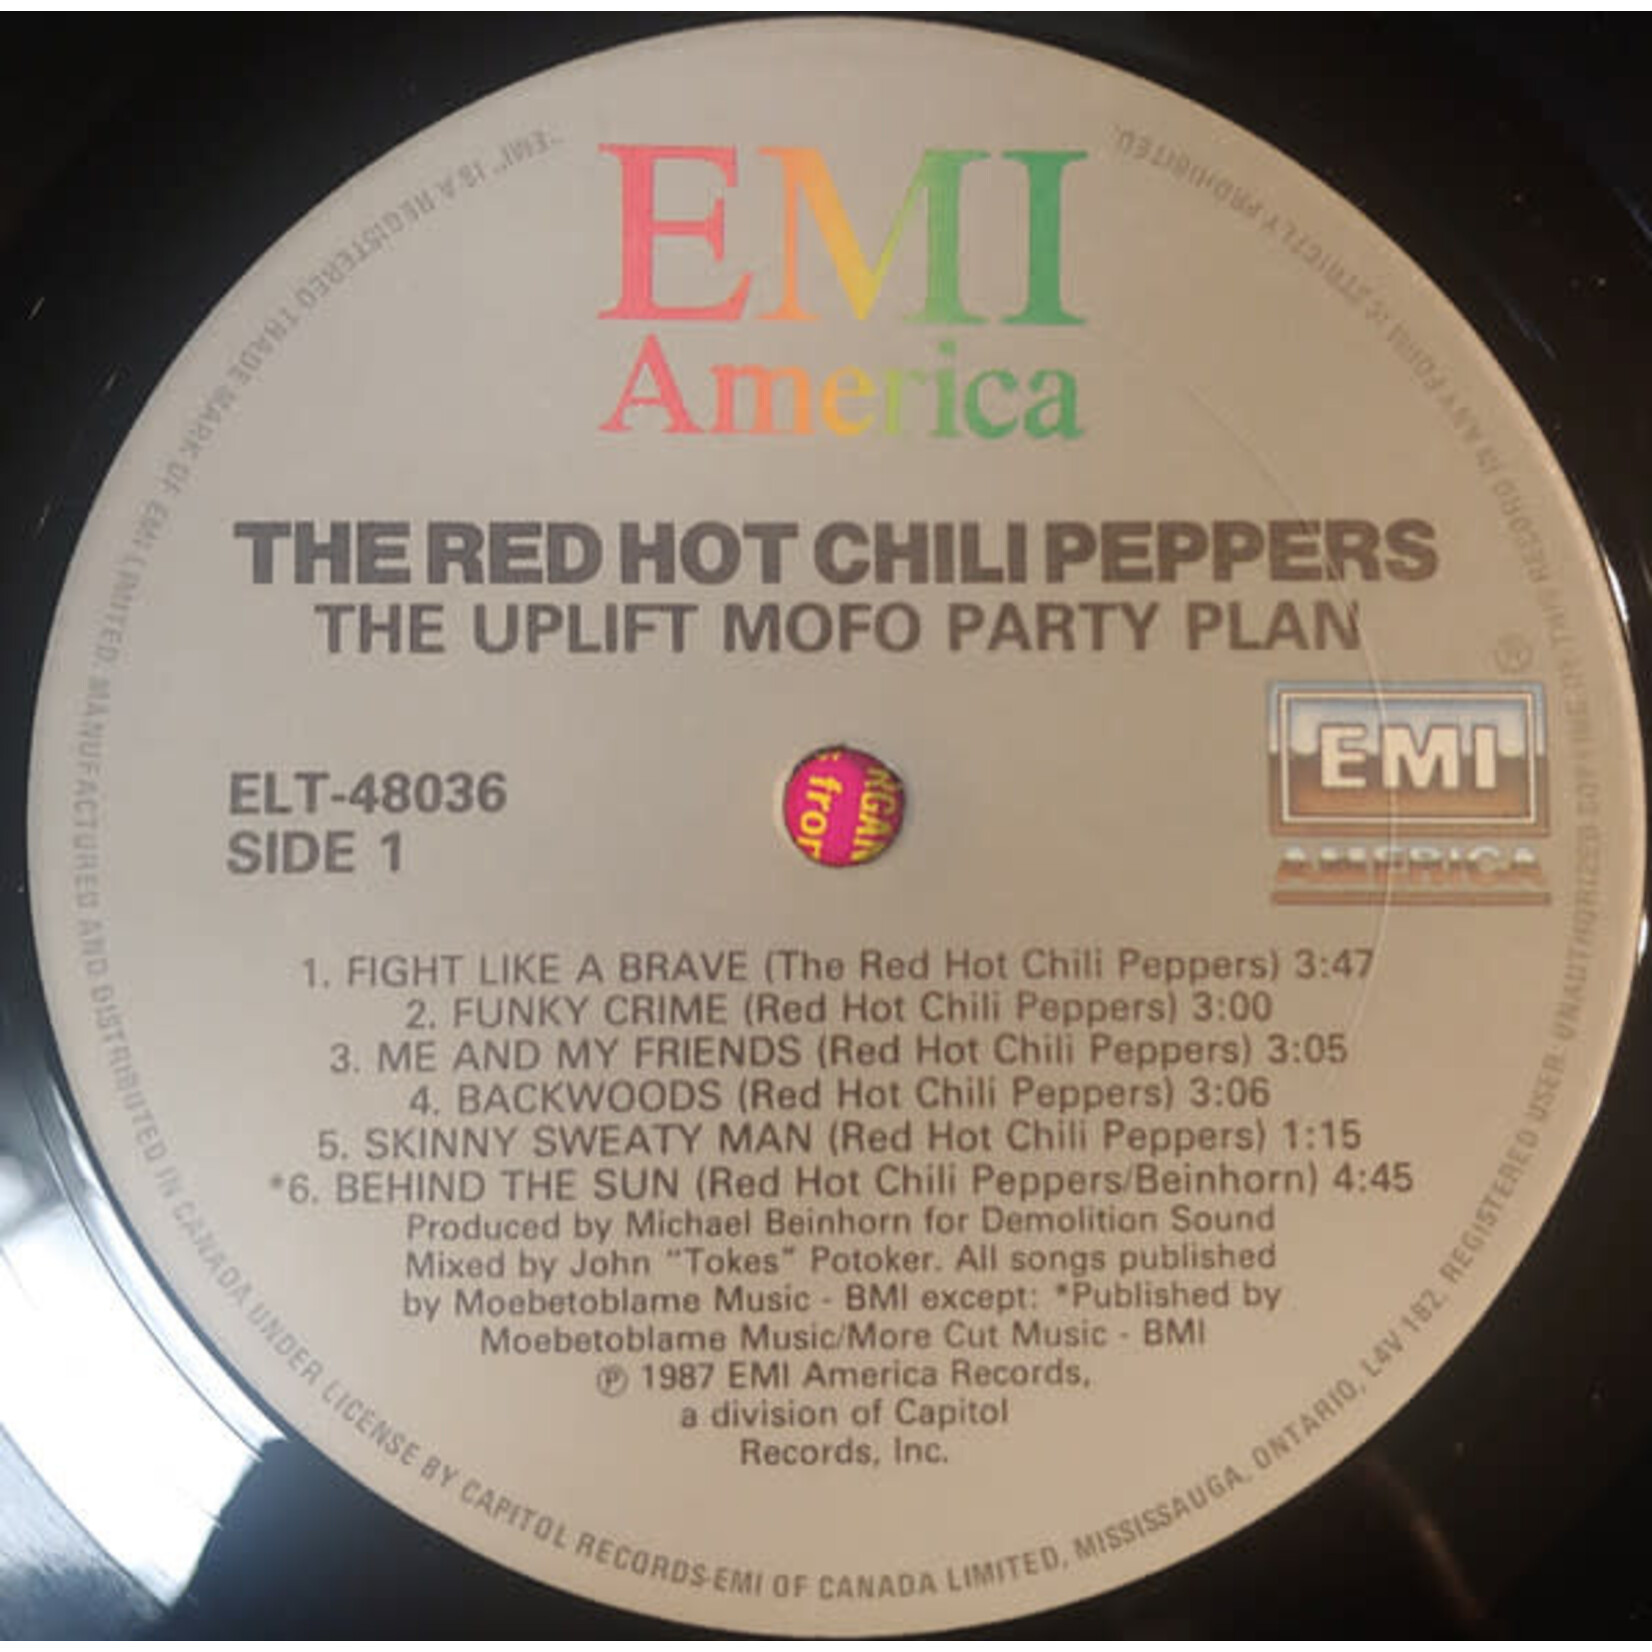 EMI
America
THE RED HOT CHILI PEPPERS
THE UPLIFT MOFO PARTY PLAN
ELT-48036
SIDE 1
RGAN
fror
℗
EMI
AMERICA
1. FIGHT LIKE A BRAVE (The Red Hot Chili Peppers) 3:47
2. FUNKY CRIME (Red Hot Chili Peppers) 3:00
3. ME AND MY FRIENDS (Red Hot Chili Peppers) 3:05
4. BACKWOODS (Red Hot Chili Peppers) 3:06
5. SKINNY SWEATY MAN (Red Hot Chili Peppers) 1:15
*6. BEHIND THE SUN (Red Hot Chili Peppers/Beinhorn) 4:45
Produced by Michael Beinhorn for Demolition Sound
Mixed by John "Tokes" Potoker. All songs published
by Moebetoblame Music - BMI except: *Published by
Moebetoblame Music/More Cut Music - BMI
℗ 1987 EMI America Records,
a division of Capitol
Records, Inc.
"EMI" IS A REGISTERED TRADE MARK OF EMI LIMITED. MANUFACTURED AND DISTRIBUTED IN CANADA UNDER LICENSE BY CAPITOL RECORDS-EMI OF CANADA LIMITED, MISSISSAUGA, ONTARIO, L4V 1B2, REGISTERED USER. UNAUTHORIZED COPYING OF THIS RECORD IN ANY FORM IS STRICTLY PROHIBITED.